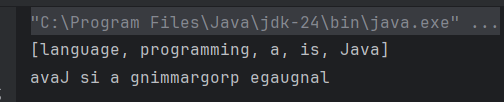 "C:\Program Files\Java\jdk-24\bin\java.exe" ...
[language, programming, a, is, Java]
avaJ si a gnimmargorp egaugnal